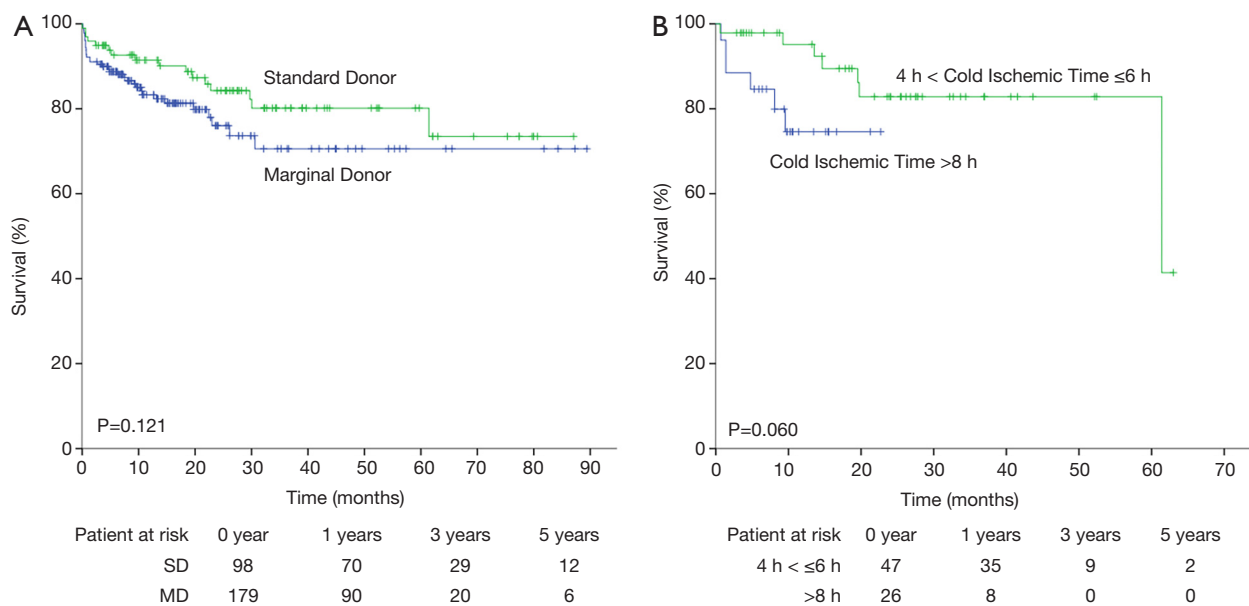 A
100
80
60
40
20
0
Survival (%)
Standard Donor
Marginal Donor
P=0.121
0 10 20 30 40 50 60 70 80 90
Time (months)
Patient at risk 0 year 1 years 3 years 5 years
SD 98 70 29 12
MD 179 90 20 6
B
100
80
60
40
20
0
Survival (%)
4 h < Cold Ischemic Time ≤6 h
Cold Ischemic Time >8 h
P=0.060
0 10 20 30 40 50 60 70
Time (months)
Patient at risk 0 year 1 years 3 years 5 years
4 h < ≤6 h 47 35 9 2
>8 h 26 8 0 0